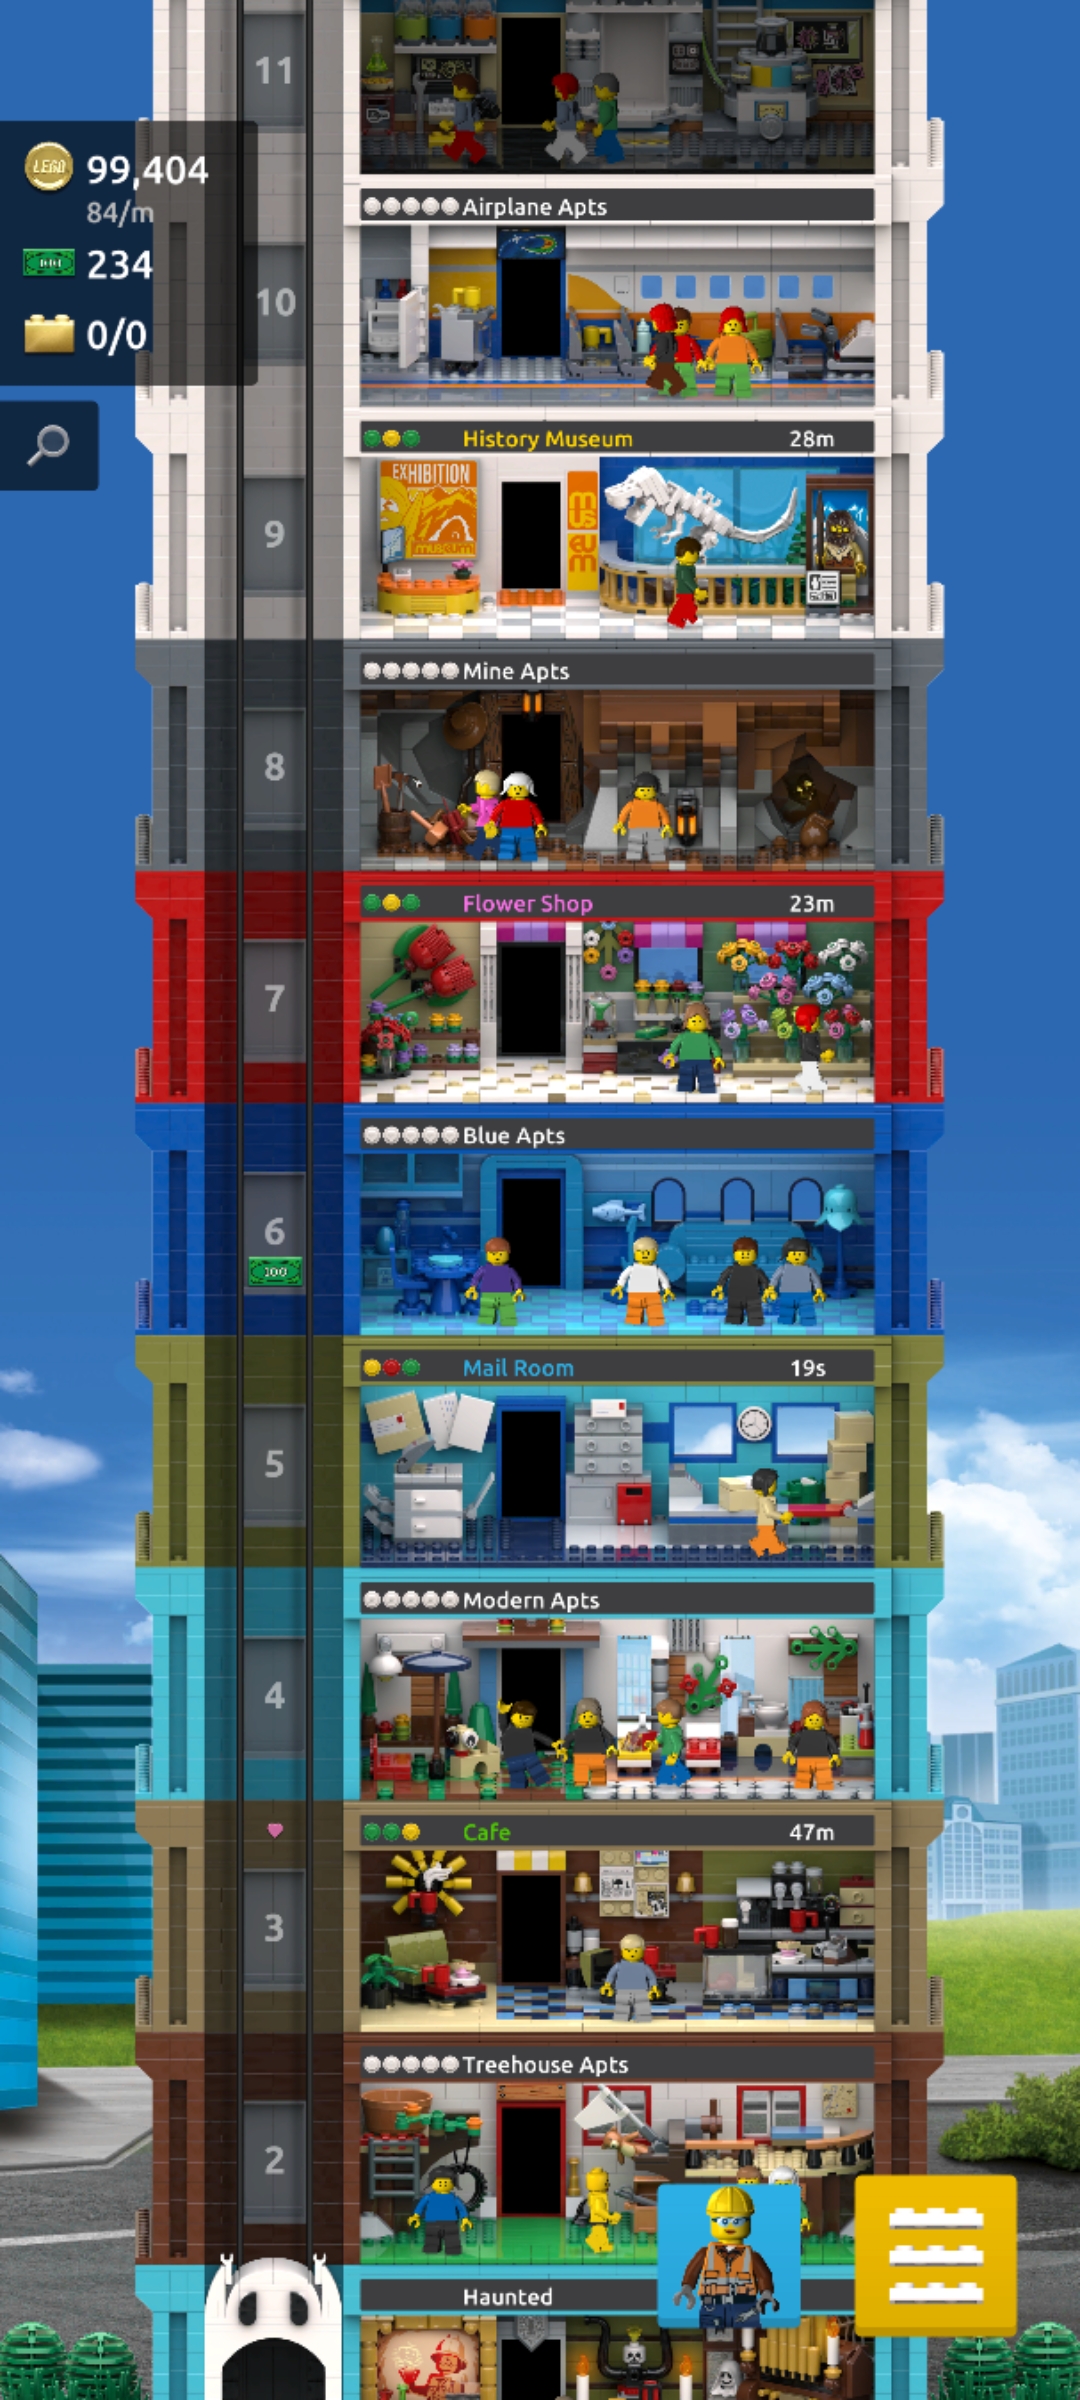 11
LEGO 99,404
84/m
234
0/0
Airplane Apts
10
History Museum 28m
EXHIBITION
museum
mus
eum
9
Mine Apts
8
Flower Shop 23m
7
Blue Apts
6
100
Mail Room 19s
5
Modern Apts
4
Cafe 47m
3
Treehouse Apts
2
Haunted